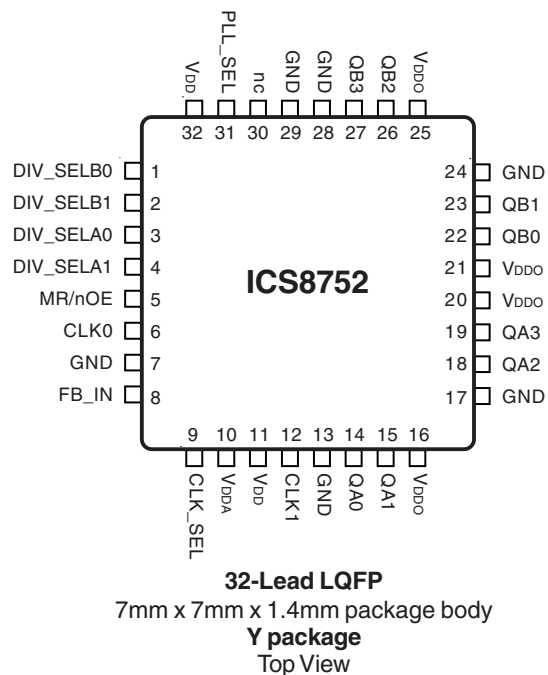 VDD
PLL_SEL
nc
GND
GND
QB3
QB2
VDDO
32 31 30 29 28 27 26 25
DIV_SELB0 1
DIV_SELB1 2
DIV_SELA0 3
DIV_SELA1 4
MR/nOE 5
CLK0 6
GND 7
FB_IN 8
ICS8752
24 GND
23 QB1
22 QB0
21 VDDO
20 VDDO
19 QA3
18 QA2
17 GND
9 10 11 12 13 14 15 16
CLK_SEL
VDDA
VDD
CLK1
GND
QA0
QA1
VDDO
32-Lead LQFP
7mm x 7mm x 1.4mm package body
Y package
Top View